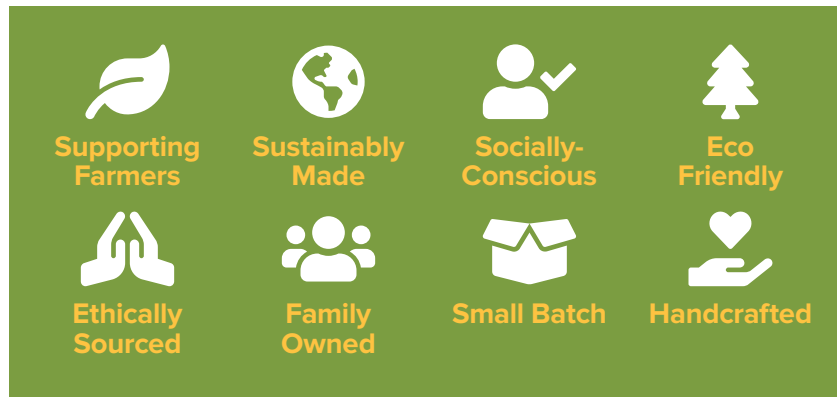 Supporting
Farmers
Sustainably
Made
Socially-
Conscious
Eco
Friendly
Ethically
Sourced
Family
Owned
Small Batch
Handcrafted